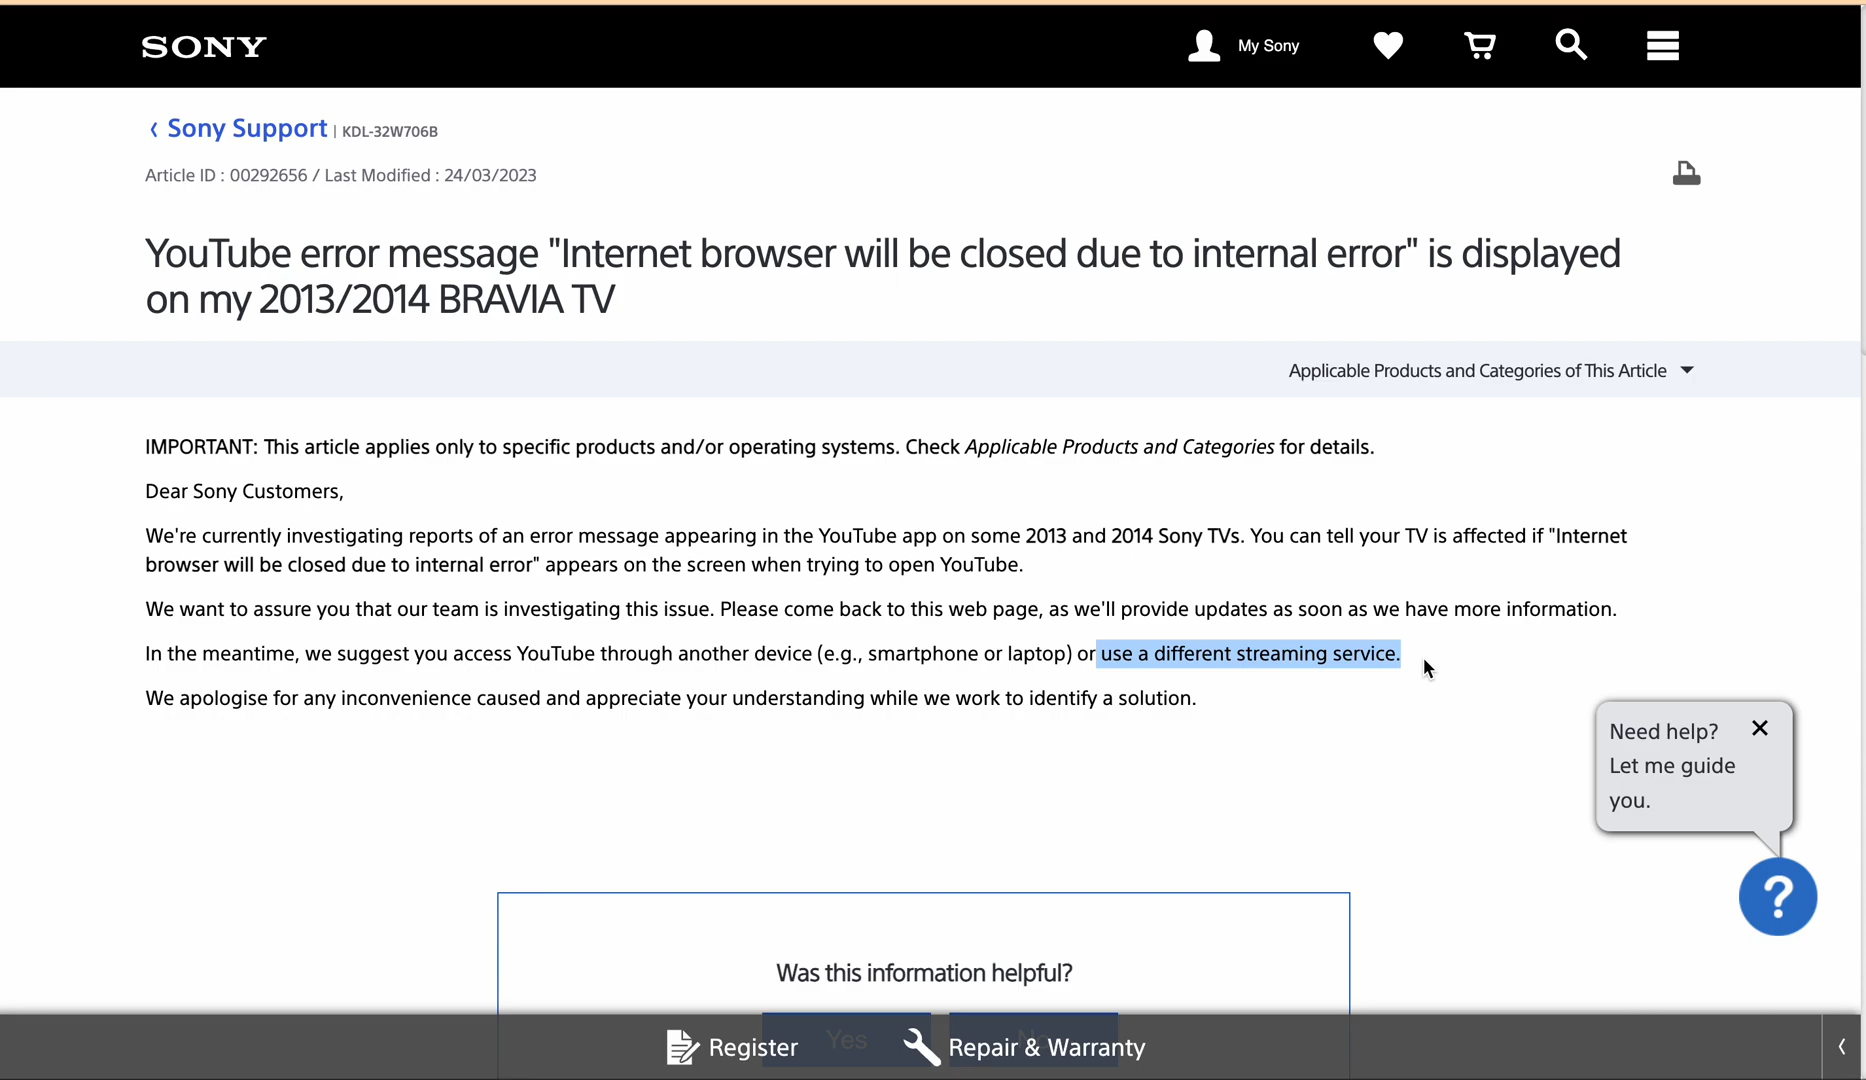 SONY
My Sony
‹ Sony Support | KDL-32W706B
Article ID : 00292656 / Last Modified : 24/03/2023
YouTube error message "Internet browser will be closed due to internal error" is displayed
on my 2013/2014 BRAVIA TV
Applicable Products and Categories of This Article
IMPORTANT: This article applies only to specific products and/or operating systems. Check Applicable Products and Categories for details.
Dear Sony Customers,
We're currently investigating reports of an error message appearing in the YouTube app on some 2013 and 2014 Sony TVs. You can tell your TV is affected if "Internet
browser will be closed due to internal error" appears on the screen when trying to open YouTube.
We want to assure you that our team is investigating this issue. Please come back to this web page, as we'll provide updates as soon as we have more information.
In the meantime, we suggest you access YouTube through another device (e.g., smartphone or laptop) or use a different streaming service.
We apologise for any inconvenience caused and appreciate your understanding while we work to identify a solution.
Need help?
Let me guide
you.
?
Was this information helpful?
Yes
No
Register
Repair & Warranty